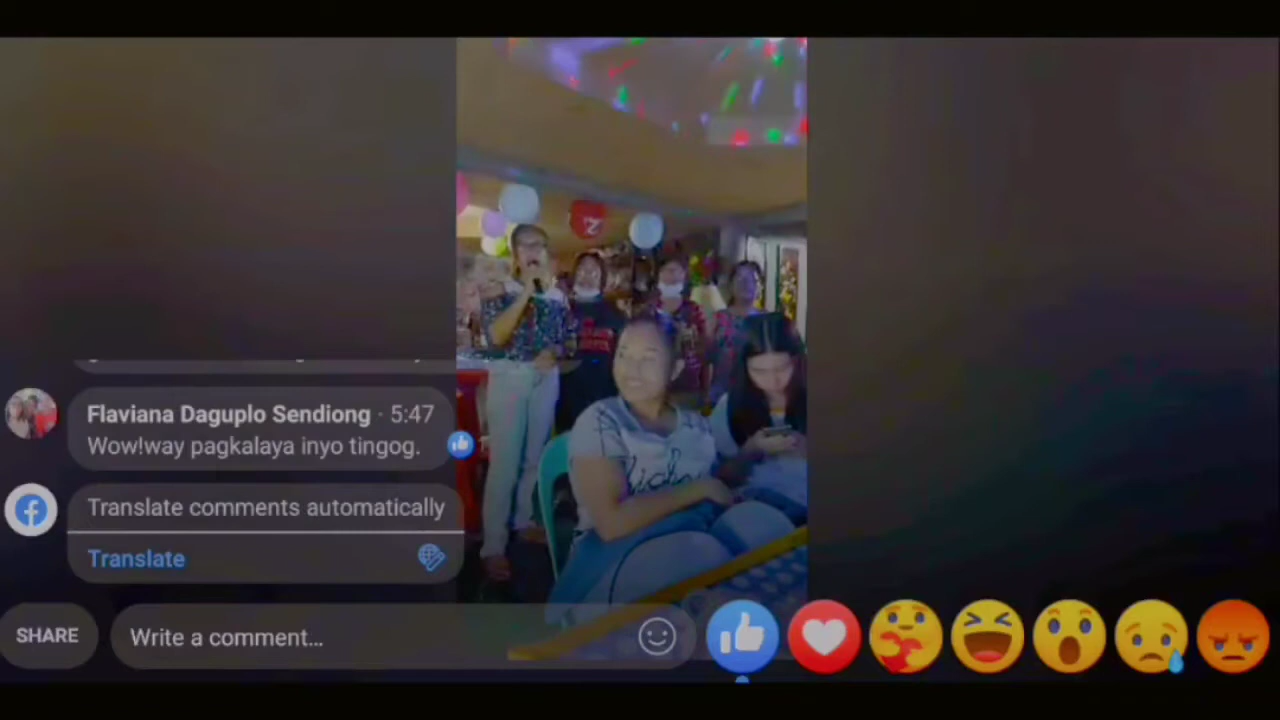 Flaviana Daguplo Sendiong · 5:47
Wow!way pagkalaya inyo tingog.
Translate comments automatically
Translate
SHARE
Write a comment...